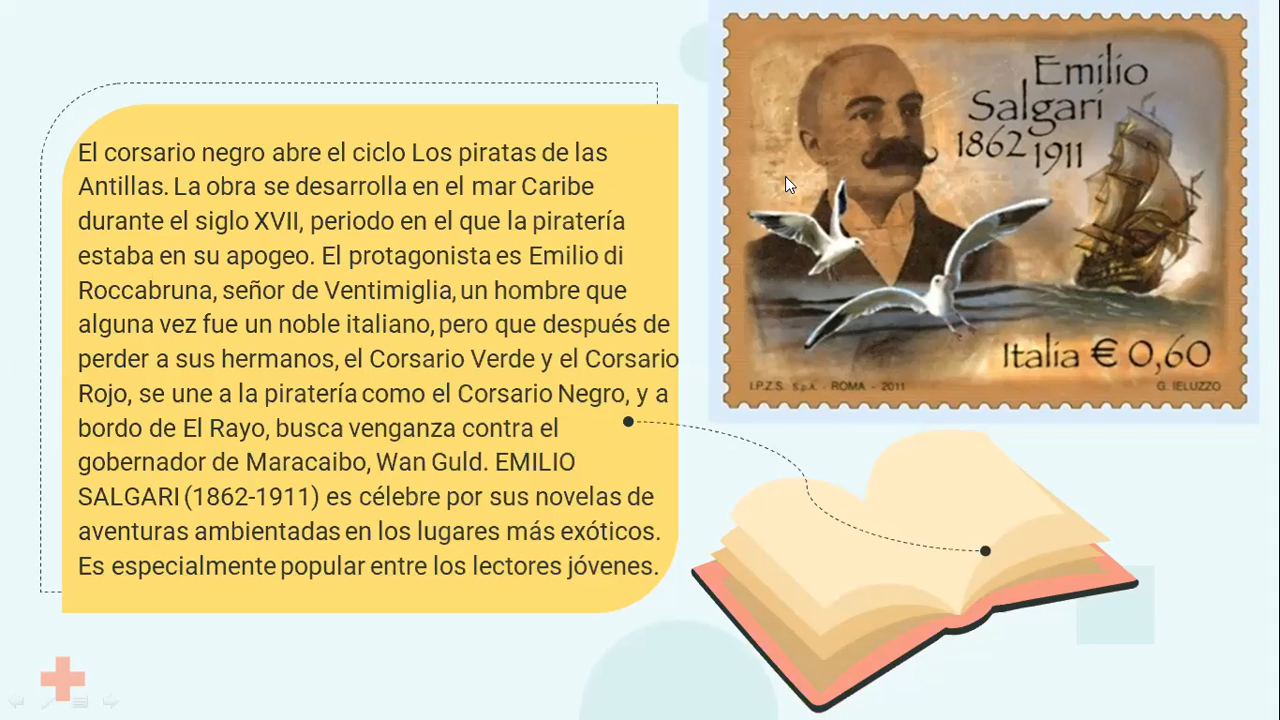 El corsario negro abre el ciclo Los piratas de las
Antillas. La obra se desarrolla en el mar Caribe
durante el siglo XVII, periodo en el que la piratería
estaba en su apogeo. El protagonista es Emilio di
Roccabruna, señor de Ventimiglia, un hombre que
alguna vez fue un noble italiano, pero que después de
perder a sus hermanos, el Corsario Verde y el Corsario
Rojo, se une a la piratería como el Corsario Negro, y a
bordo de El Rayo, busca venganza contra el
gobernador de Maracaibo, Wan Guld. EMILIO
SALGARI (1862-1911) es célebre por sus novelas de
aventuras ambientadas en los lugares más exóticos.
Es especialmente popular entre los lectores jóvenes.
Emilio
Salgari
1862
1911
Italia € 0,60
I.P.Z.S. S.p.A. - ROMA - 2011
G. IELUZZO